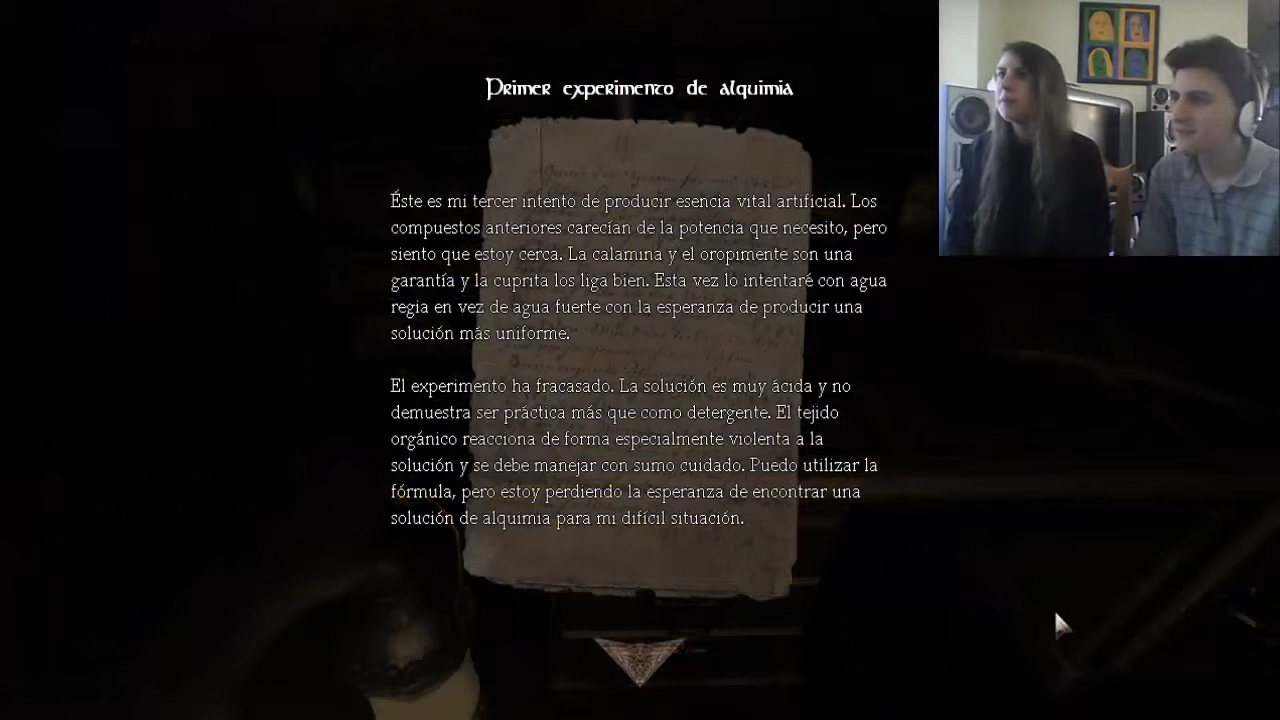 Primer experimento de alquimia
Éste es mi tercer intento de producir esencia vital artificial. Los
compuestos anteriores carecían de la potencia que necesito, pero
siento que estoy cerca. La calamina y el oropimente son una
garantía y la cuprita los liga bien. Esta vez lo intentaré con agua
regia en vez de agua fuerte con la esperanza de producir una
solución más uniforme.
El experimento ha fracasado. La solución es muy ácida y no
demuestra ser práctica más que como detergente. El tejido
orgánico reacciona de forma especialmente violenta a la
solución y se debe manejar con sumo cuidado. Puedo utilizar la
fórmula, pero estoy perdiendo la esperanza de encontrar una
solución de alquimia para mi difícil situación.